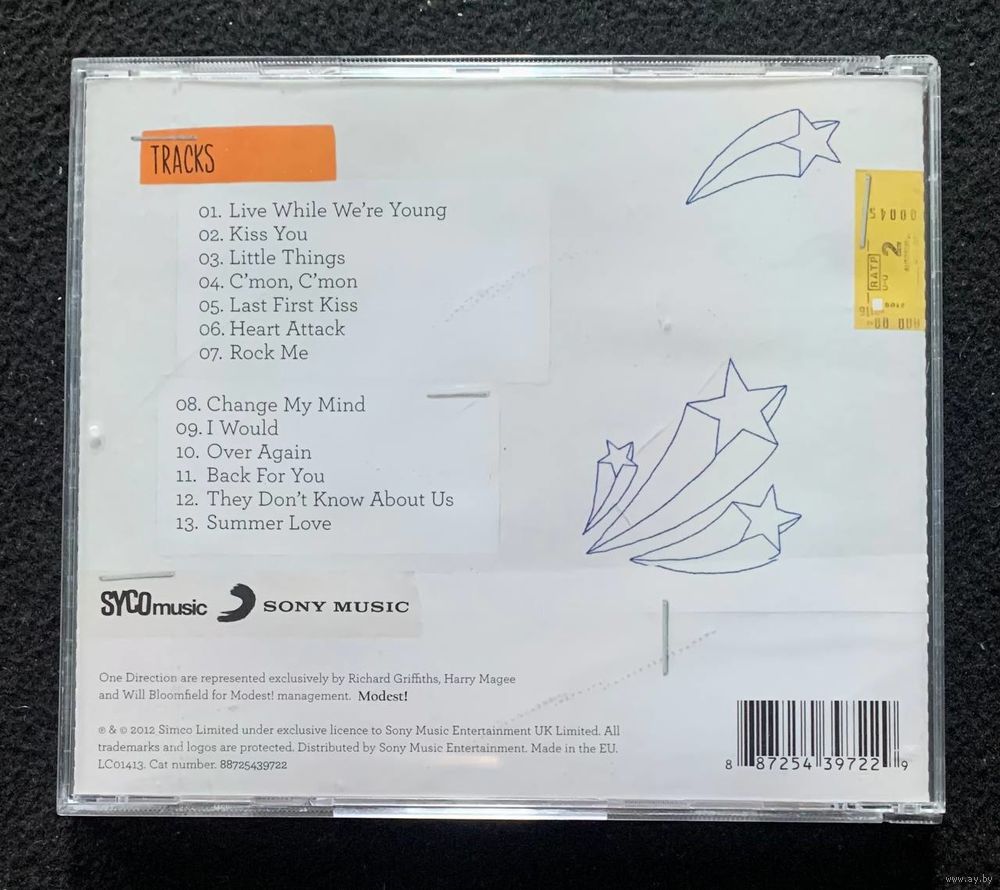 TRACKS
01. Live While We're Young
02. Kiss You
03. Little Things
04. C'mon, C'mon
05. Last First Kiss
06. Heart Attack
07. Rock Me
08. Change My Mind
09. I Would
10. Over Again
11. Back For You
12. They Don't Know About Us
13. Summer Love
SYCOmusic SONY MUSIC
One Direction are represented exclusively by Richard Griffiths, Harry Magee
and Will Bloomfield for Modest! management. Modest!
℗ & © 2012 Simco Limited under exclusive licence to Sony Music Entertainment UK Limited. All
trademarks and logos are protected. Distributed by Sony Music Entertainment. Made in the EU.
LC01413. Cat number. 88725439722
8 87254 39722 9
RATP
2
www.ay.by